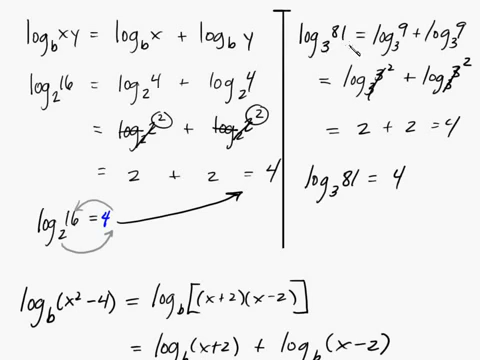 log_b xy = log_b x + log_b y
log_2 16 = log_2 4 + log_2 4
= log_2 2^2 + log_2 2^2
= 2 + 2 = 4
log_2 16 = 4
log_3 81 = log_3 9 + log_3 9
= log_3 3^2 + log_3 3^2
= 2 + 2 = 4
log_3 81 = 4
log_b (x^2 - 4) = log_b [(x+2)(x-2)]
= log_b (x+2) + log_b (x-2)